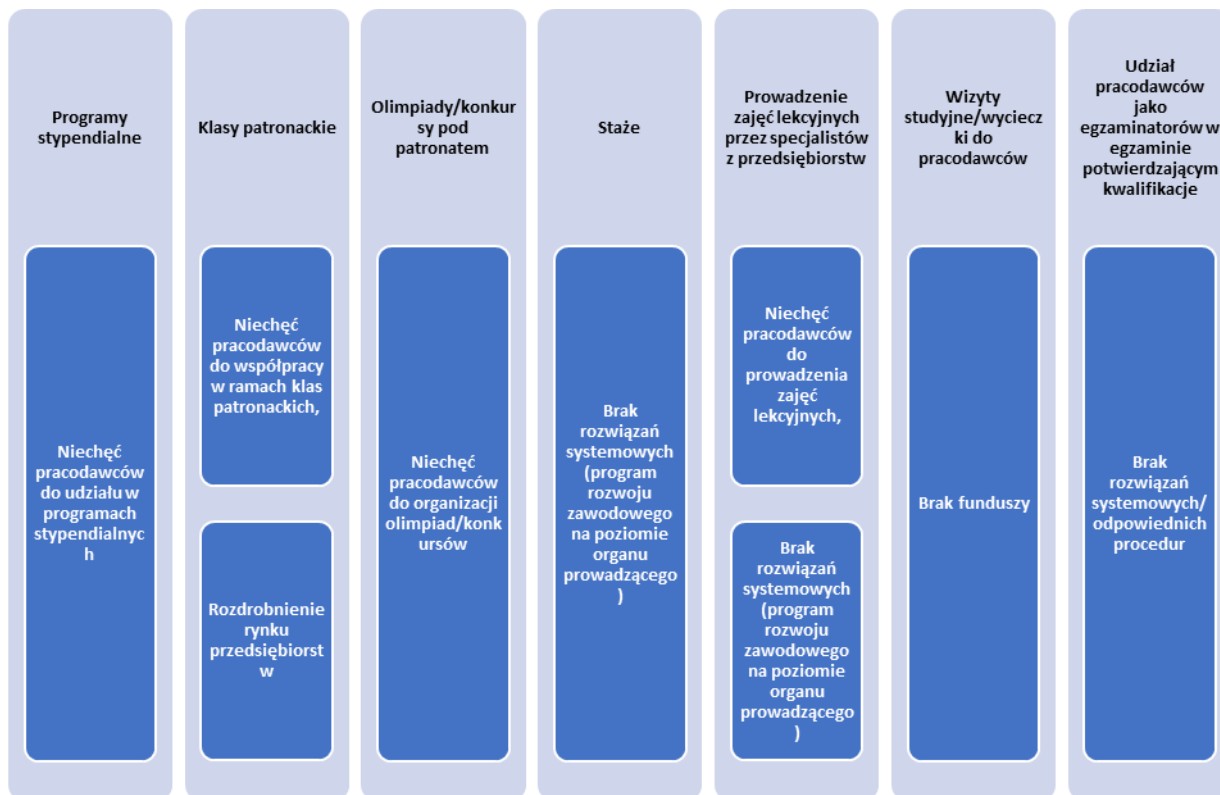 Programy
stypendialne
Niechęć
pracodawców
do udziału w
programach
stypendialnyc
h
Klasy patronackie
Niechęć
pracodawców
do współpracy
w ramach klas
patronackich,
Rozdrobnienie
rynku
przedsiębiorst
w
Olimpiady/konkur
sy pod
patronatem
Niechęć
pracodawców
do organizacji
olimpiad/konk
ursów
Staże
Brak
rozwiązań
systemowych
(program
rozwoju
zawodowego
na poziomie
organu
prowadzącego
)
Prowadzenie
zajęć lekcyjnych
przez specjalistów
z przedsiębiorstw
Niechęć
pracodawców
do
prowadzenia
zajęć
lekcyjnych,
Brak
rozwiązań
systemowych
(program
rozwoju
zawodowego
na poziomie
organu
prowadzącego
)
Wizyty
studyjne/wyciecz
ki do
pracodawców
Brak funduszy
Udział
pracodawców
jako
egzaminatorów w
egzaminie
potwierdzającym
kwalifikacje
Brak
rozwiązań
systemowych/
odpowiednich
procedur